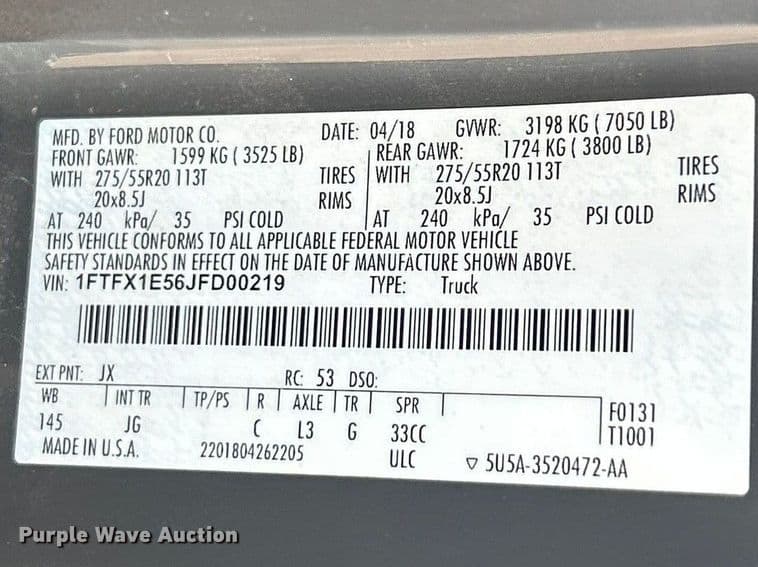 MFD. BY FORD MOTOR CO. DATE: 04/18 GVWR: 3198 KG ( 7050 LB)
FRONT GAWR: 1599 KG ( 3525 LB) REAR GAWR: 1724 KG ( 3800 LB)
WITH 275/55R20 113T TIRES WITH 275/55R20 113T TIRES
20x8.5J RIMS 20x8.5J RIMS
AT 240 kPa/ 35 PSI COLD AT 240 kPa/ 35 PSI COLD
THIS VEHICLE CONFORMS TO ALL APPLICABLE FEDERAL MOTOR VEHICLE
SAFETY STANDARDS IN EFFECT ON THE DATE OF MANUFACTURE SHOWN ABOVE.
VIN: 1FTFX1E56JFD00219 TYPE: Truck
EXT PNT: JX RC: 53 DSO:
WB INT TR TP/PS R AXLE TR SPR F0131
145 JG C L3 G 33CC T1001
MADE IN U.S.A. 2201804262205 ULC ▽ 5U5A-3520472-AA
Purple Wave Auction